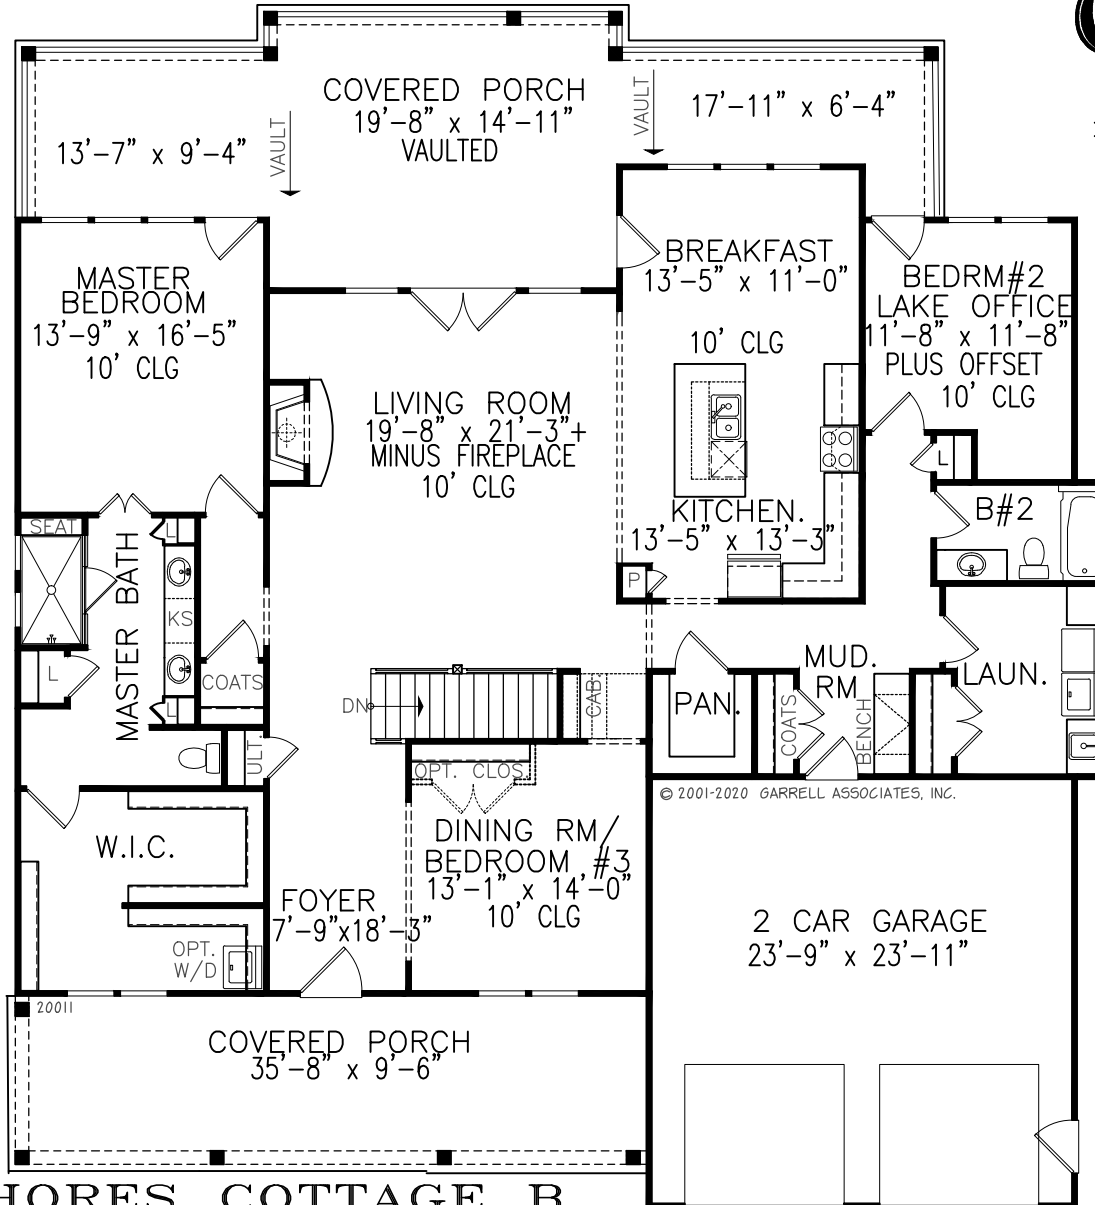 COVERED PORCH
19'-8" x 14'-11"
VAULTED
VAULT
VAULT
17'-11" x 6'-4"
13'-7" x 9'-4"
MASTER
BEDROOM
13'-9" x 16'-5"
10' CLG
BREAKFAST
13'-5" x 11'-0"
10' CLG
BEDRM#2
LAKE OFFICE
11'-8" x 11'-8"
PLUS OFFSET
10' CLG
LIVING ROOM
19'-8" x 21'-3"+
MINUS FIREPLACE
10' CLG
L
KITCHEN.
13'-5" x 13'-3"
B#2
SEAT
L
MASTER BATH
KS
P
L
COATS
L
DN
CAB.
PAN.
MUD.
RM
COATS
BENCH
LAUN.
ULT.
OPT. CLOS.
© 2001-2020 GARRELL ASSOCIATES, INC.
W.I.C.
DINING RM/
BEDROOM #3
13'-1" x 14'-0"
10' CLG
FOYER
7'-9"x18'-3"
OPT.
W/D
2 CAR GARAGE
23'-9" x 23'-11"
20011
COVERED PORCH
35'-8" x 9'-6"
HORES COTTAGE B